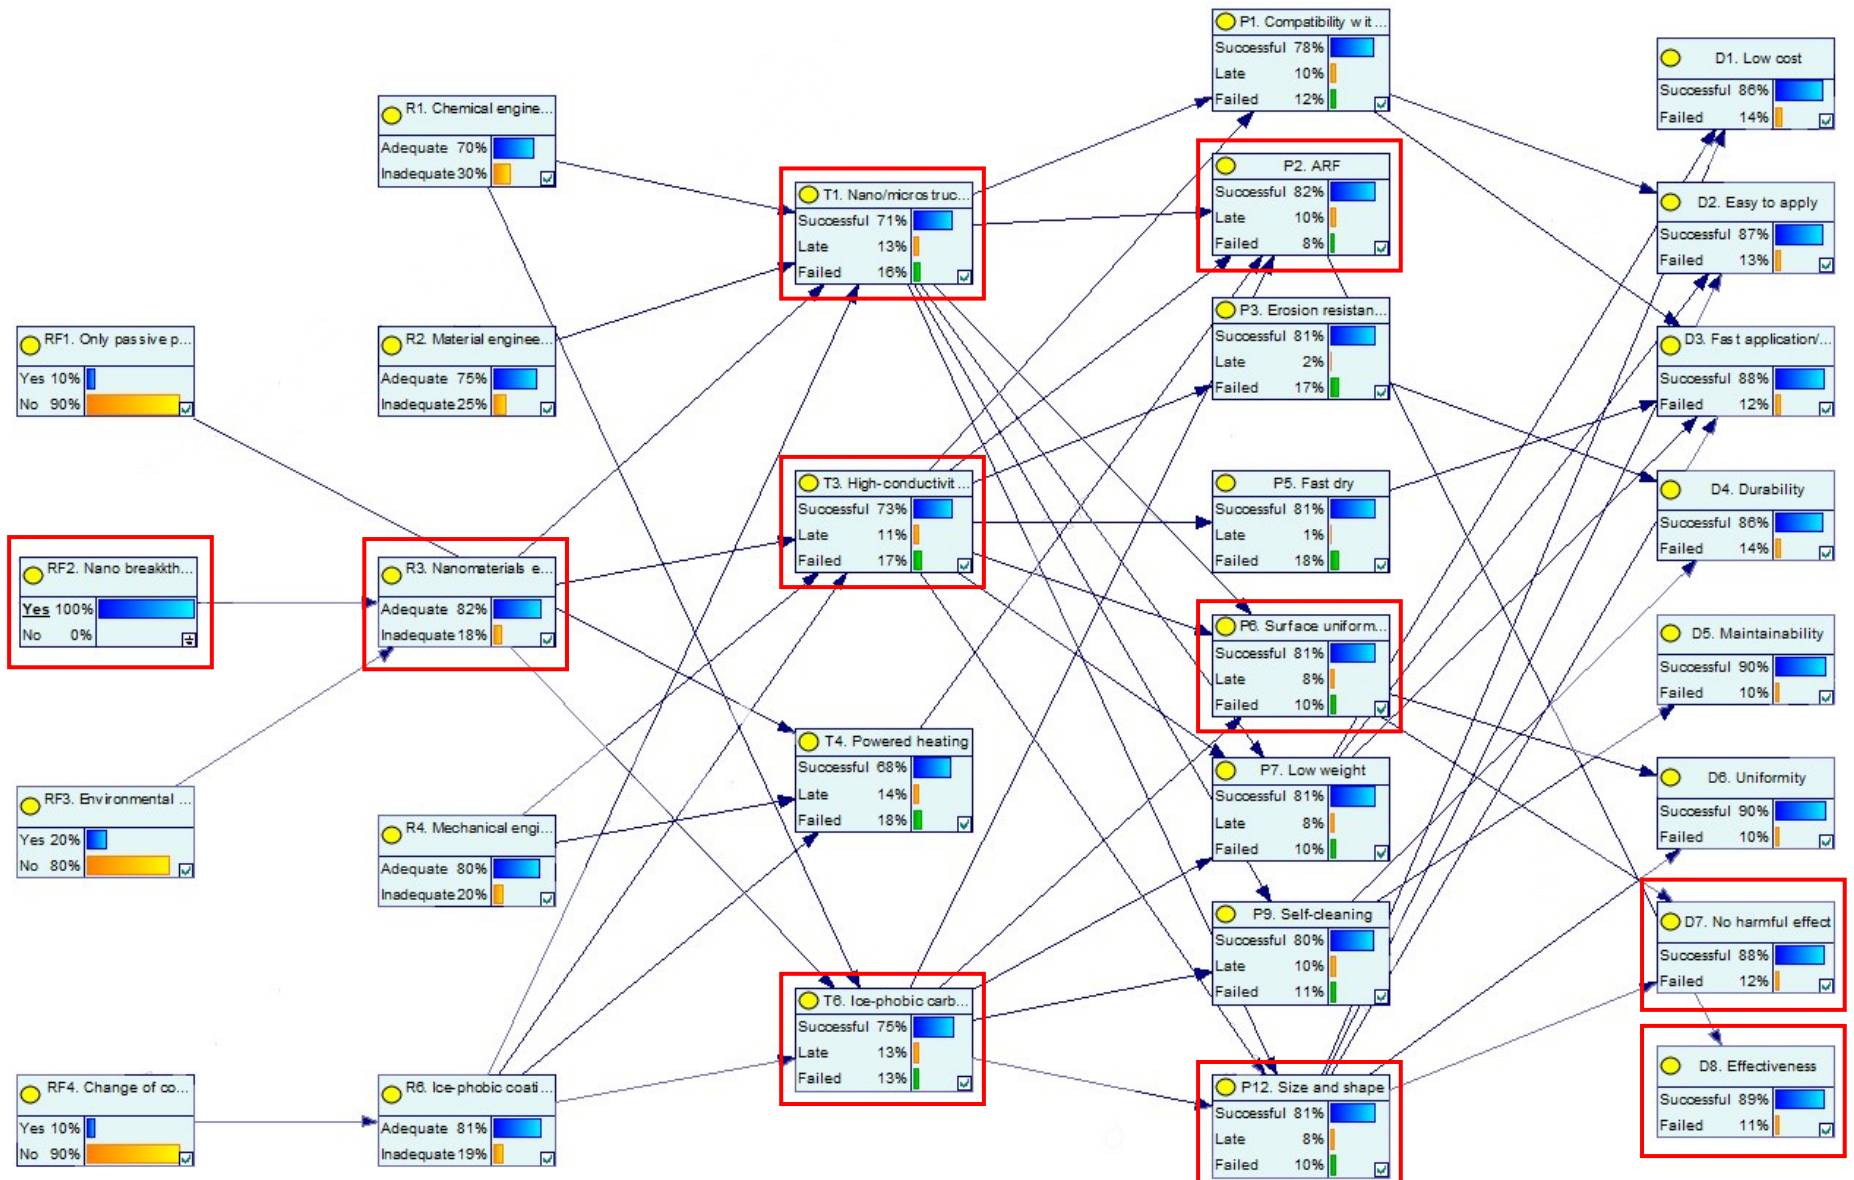 RF1. Only passive p...
Yes 10%
No 90%
RF2. Nano breakkth...
Yes 100%
No 0%
RF3. Environmental ...
Yes 20%
No 80%
RF4. Change of co...
Yes 10%
No 90%
R1. Chemical engine...
Adequate 70%
Inadequate 30%
R2. Material enginee...
Adequate 75%
Inadequate 25%
R3. Nanomaterials e...
Adequate 82%
Inadequate 18%
R4. Mechanical engi...
Adequate 80%
Inadequate 20%
R6. Ice-phobic coati...
Adequate 81%
Inadequate 19%
T1. Nano/microstruc...
Successful 71%
Late 13%
Failed 16%
T3. High-conductivit...
Successful 73%
Late 11%
Failed 17%
T4. Powered heating
Successful 68%
Late 14%
Failed 18%
T6. Ice-phobic carb...
Successful 75%
Late 13%
Failed 13%
P1. Compatibility wit...
Successful 78%
Late 10%
Failed 12%
P2. ARF
Successful 82%
Late 10%
Failed 8%
P3. Erosion resistan...
Successful 81%
Late 2%
Failed 17%
P5. Fast dry
Successful 81%
Late 1%
Failed 18%
P6. Surface uniform...
Successful 81%
Late 8%
Failed 10%
P7. Low weight
Successful 81%
Late 8%
Failed 10%
P9. Self-cleaning
Successful 80%
Late 10%
Failed 11%
P12. Size and shape
Successful 81%
Late 8%
Failed 10%
D1. Low cost
Successful 86%
Failed 14%
D2. Easy to apply
Successful 87%
Failed 13%
D3. Fast application/...
Successful 88%
Failed 12%
D4. Durability
Successful 86%
Failed 14%
D5. Maintainability
Successful 90%
Failed 10%
D6. Uniformity
Successful 90%
Failed 10%
D7. No harmful effect
Successful 88%
Failed 12%
D8. Effectiveness
Successful 89%
Failed 11%